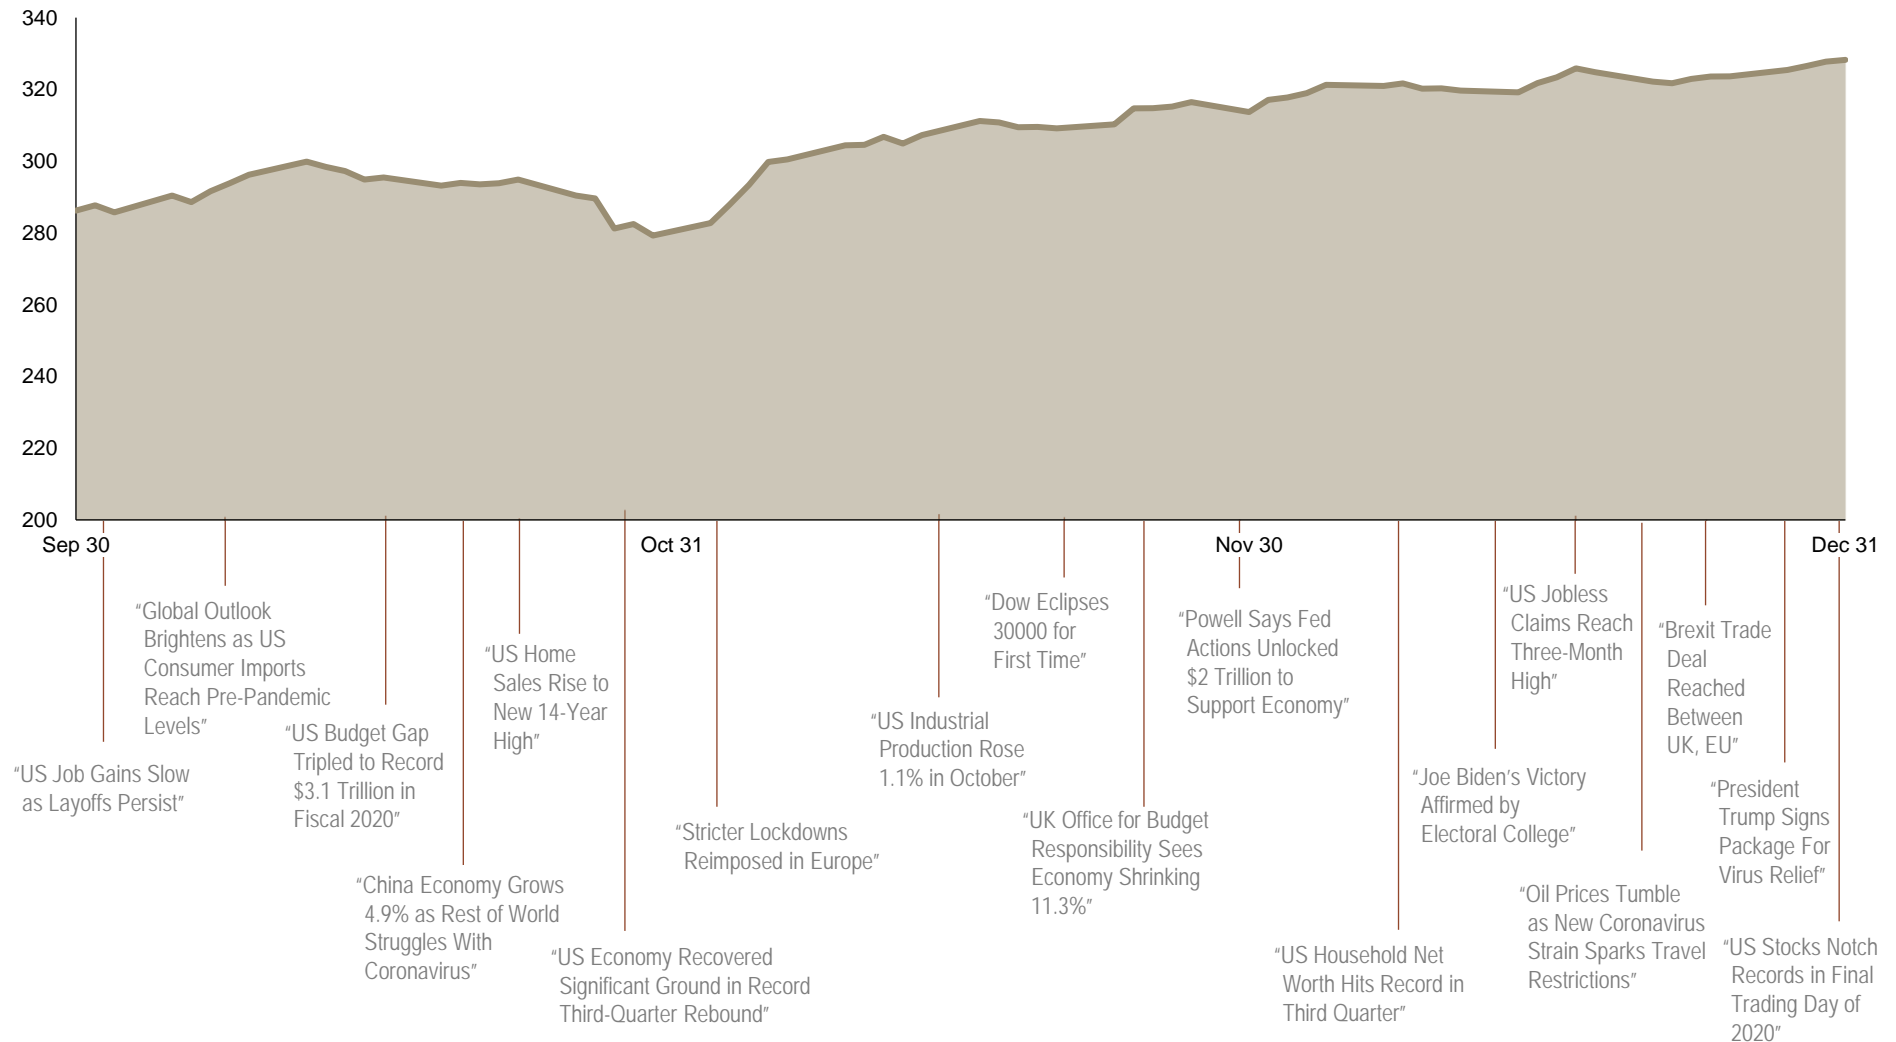 340
320
300
280
260
240
220
200
Sep 30
Oct 31
Nov 30
Dec 31
“US Job Gains Slow
as Layoffs Persist”
“Global Outlook
Brightens as US
Consumer Imports
Reach Pre-Pandemic
Levels”
“US Budget Gap
Tripled to Record
$3.1 Trillion in
Fiscal 2020”
“China Economy Grows
4.9% as Rest of World
Struggles With
Coronavirus”
“US Home
Sales Rise to
New 14-Year
High”
“US Economy Recovered
Significant Ground in Record
Third-Quarter Rebound”
“Stricter Lockdowns
Reimposed in Europe”
“US Industrial
Production Rose
1.1% in October”
“Dow Eclipses
30000 for
First Time”
“UK Office for Budget
Responsibility Sees
Economy Shrinking
11.3%”
“Powell Says Fed
Actions Unlocked
$2 Trillion to
Support Economy”
“US Household Net
Worth Hits Record in
Third Quarter”
“Joe Biden’s Victory
Affirmed by
Electoral College”
“US Jobless
Claims Reach
Three-Month
High”
“Oil Prices Tumble
as New Coronavirus
Strain Sparks Travel
Restrictions”
“Brexit Trade
Deal
Reached
Between
UK, EU”
“President
Trump Signs
Package For
Virus Relief”
“US Stocks Notch
Records in Final
Trading Day of
2020”